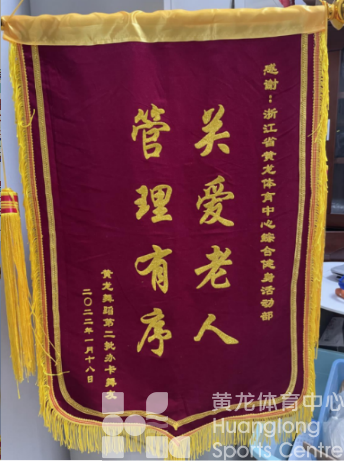 感谢：浙江省黄龙体育中心综合健身活动部
关爱老人
管理有序
黄龙舞蹈第二批办卡舞友
二〇二二年一月十八日
黄龙体育中心
Huanglong
Sports Centre